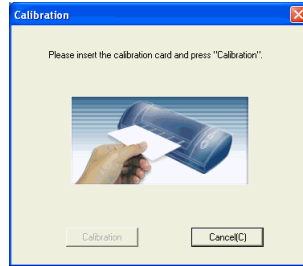 Calibration
Please insert the calibration card and press "Calibration".
Calibration
Cancel(C)